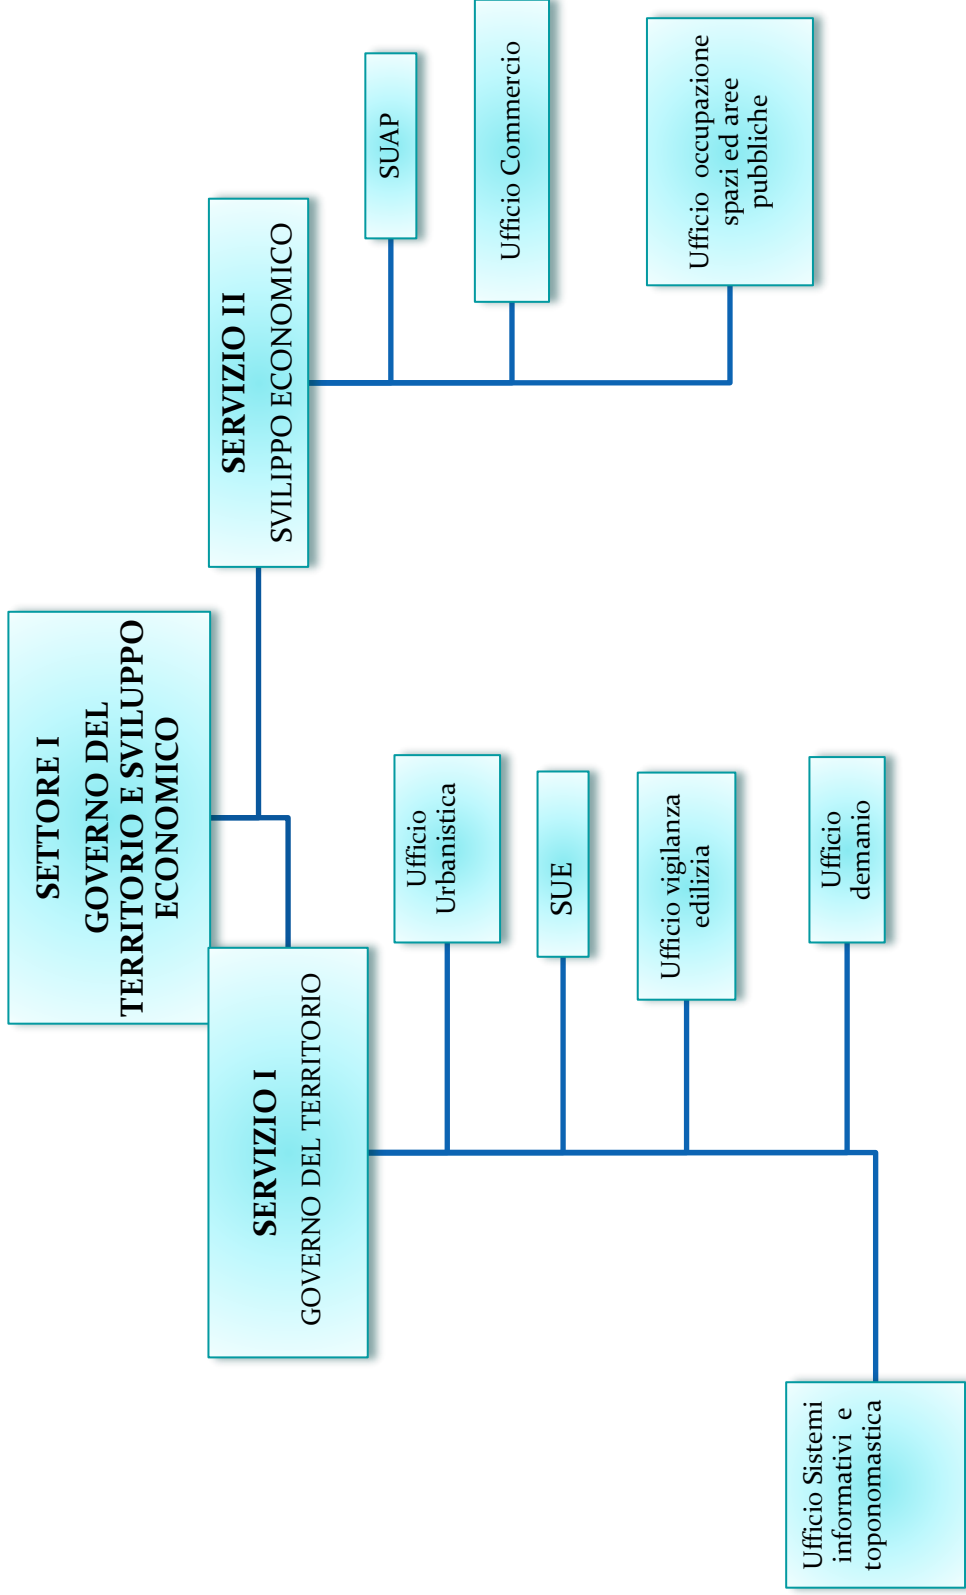 SETTORE I
GOVERNO DEL
TERRITORIO E SVILUPPO
ECONOMICO
SERVIZIO I
GOVERNO DEL TERRITORIO
SERVIZIO II
SVILIPPO ECONOMICO
Ufficio
Urbanistica
SUE
Ufficio vigilanza
edilizia
Ufficio
demanio
Ufficio Sistemi
informativi e
toponomastica
SUAP
Ufficio Commercio
Ufficio occupazione
spazi ed aree
pubbliche